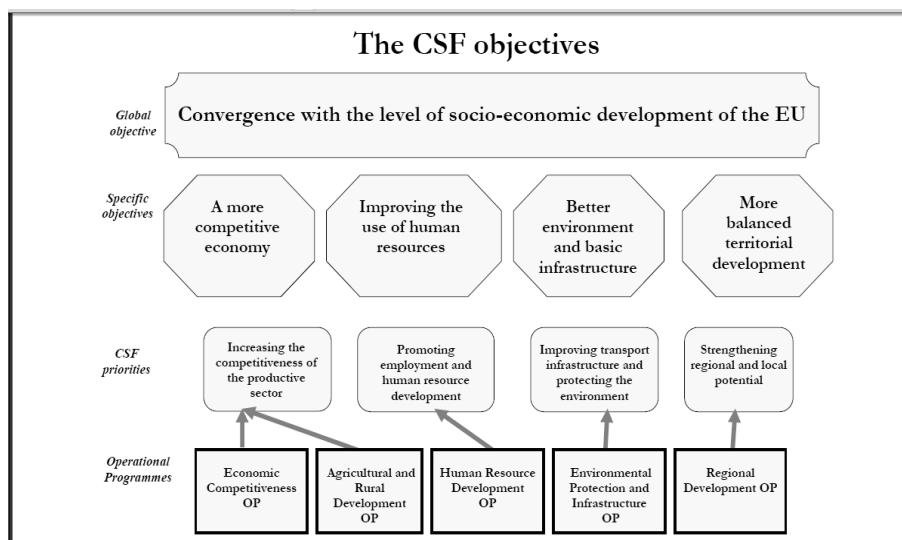 The CSF objectives
Global
objective
Convergence with the level of socio-economic development of the EU
Specific
objectives
A more
competitive
economy
Improving the
use of human
resources
Better
environment
and basic
infrastructure
More
balanced
territorial
development
CSF
priorities
Increasing the
competitiveness of
the productive
sector
Promoting
employment and
human resource
development
Improving transport
infrastructure and
protecting the
environment
Strengthening
regional and local
potential
Operational
Programmes
Economic
Competitiveness
OP
Agricultural and
Rural
Development
OP
Human Resource
Development
OP
Environmental
Protection and
Infrastructure
OP
Regional
Development OP